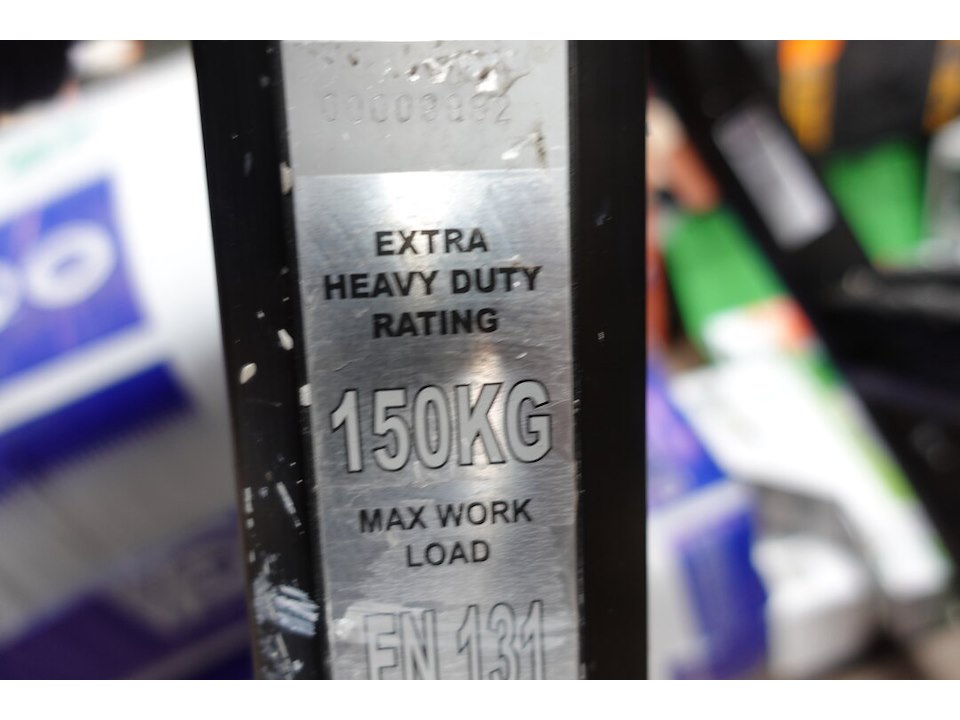 EXTRA
HEAVY DUTY
RATING
150KG
MAX WORK
LOAD
EN 131